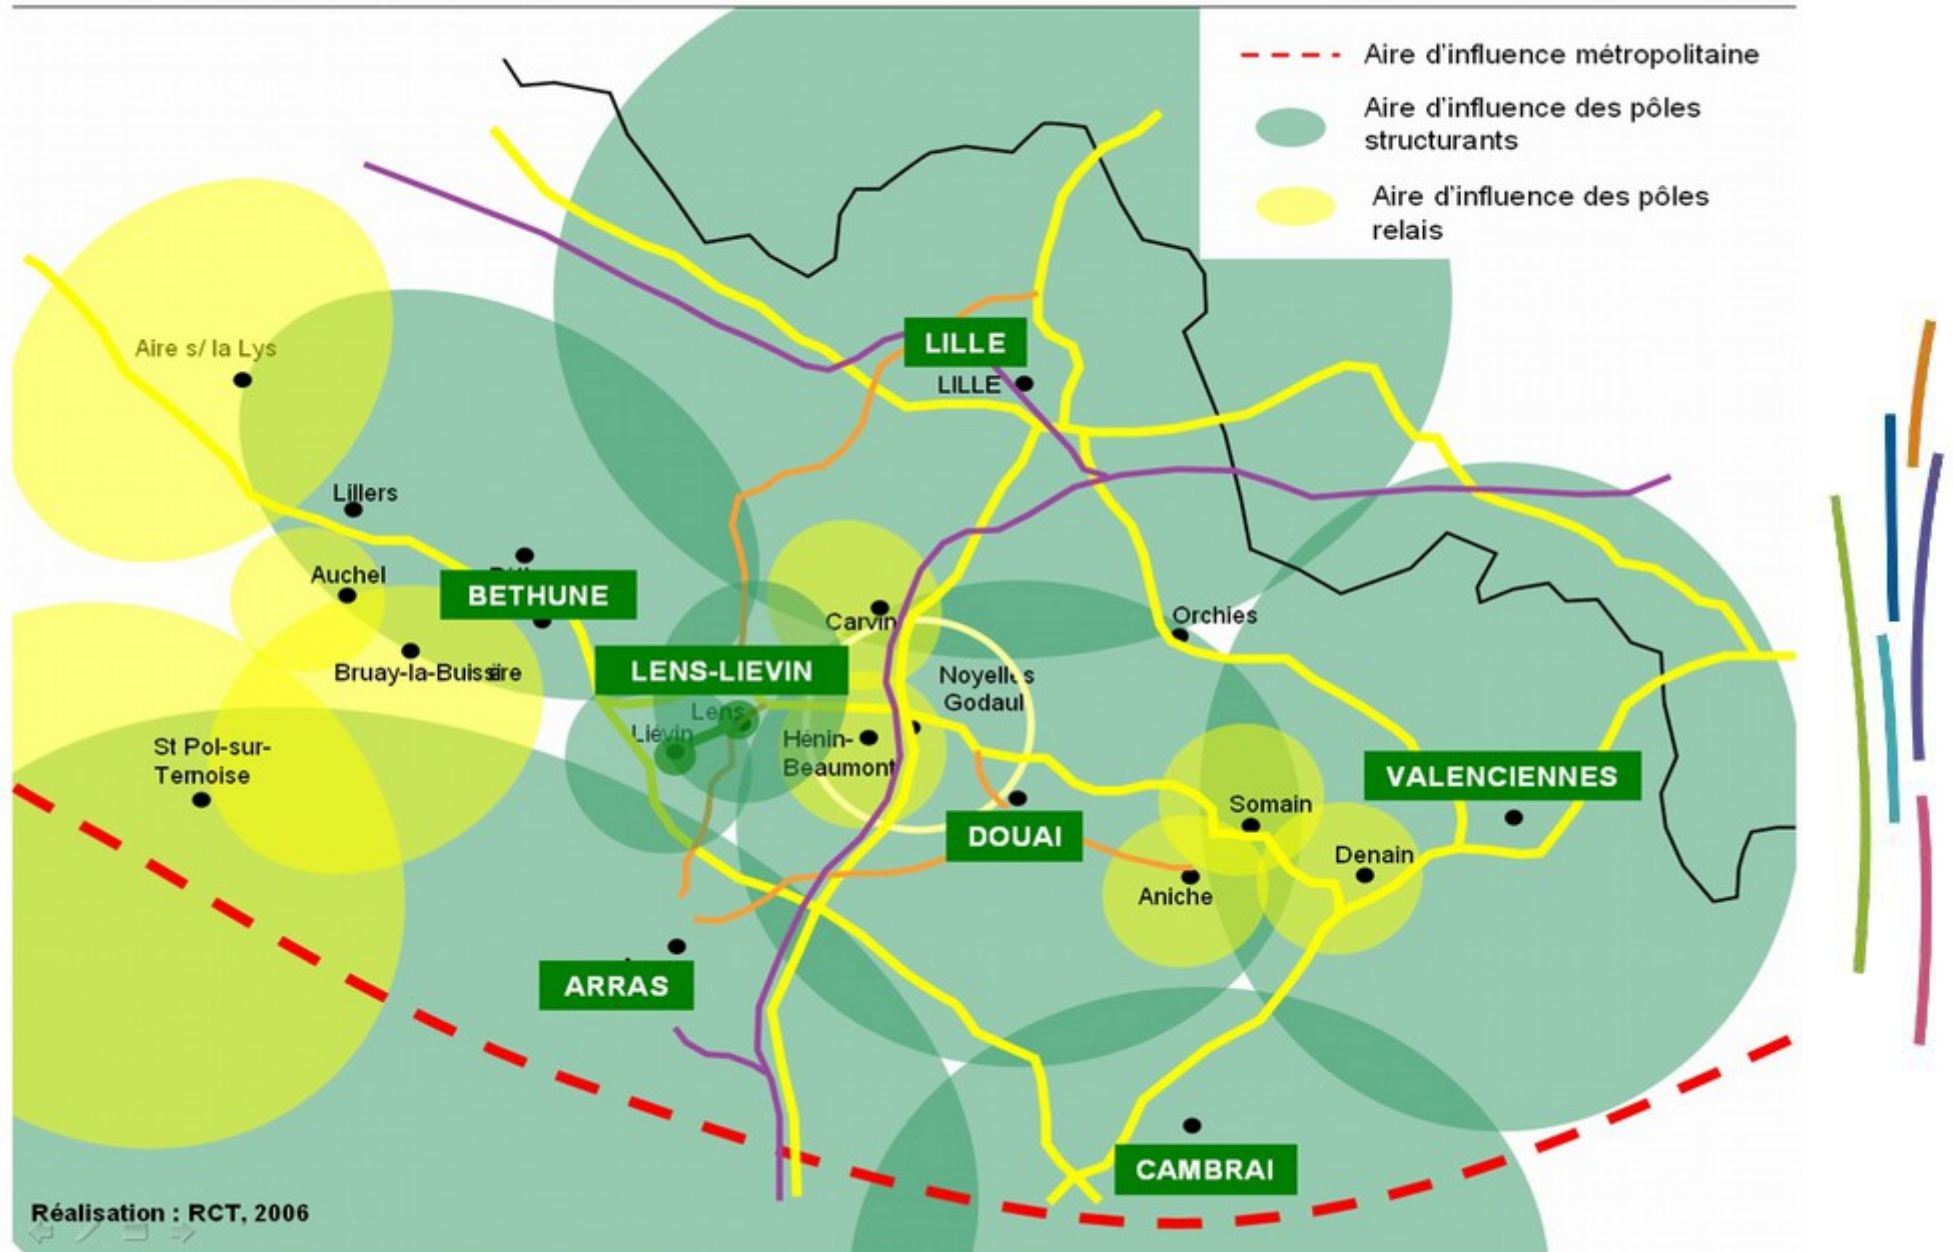 Aire d'influence métropolitaine
Aire d'influence des pôles
structurants
Aire d'influence des pôles
relais
LILLE
LILLE
Aire s/ la Lys
Lillers
Auchel
BETHUNE
Bruay-la-Buissière
Carvin
Orchies
LENS-LIEVIN
Noyelles
Godaul
Lens
Liévin
Hénin-
Beaumont
St Pol-sur-
Ternoise
VALENCIENNES
Somain
DOUAI
Denain
Aniche
ARRAS
CAMBRAI
Réalisation : RCT, 2006